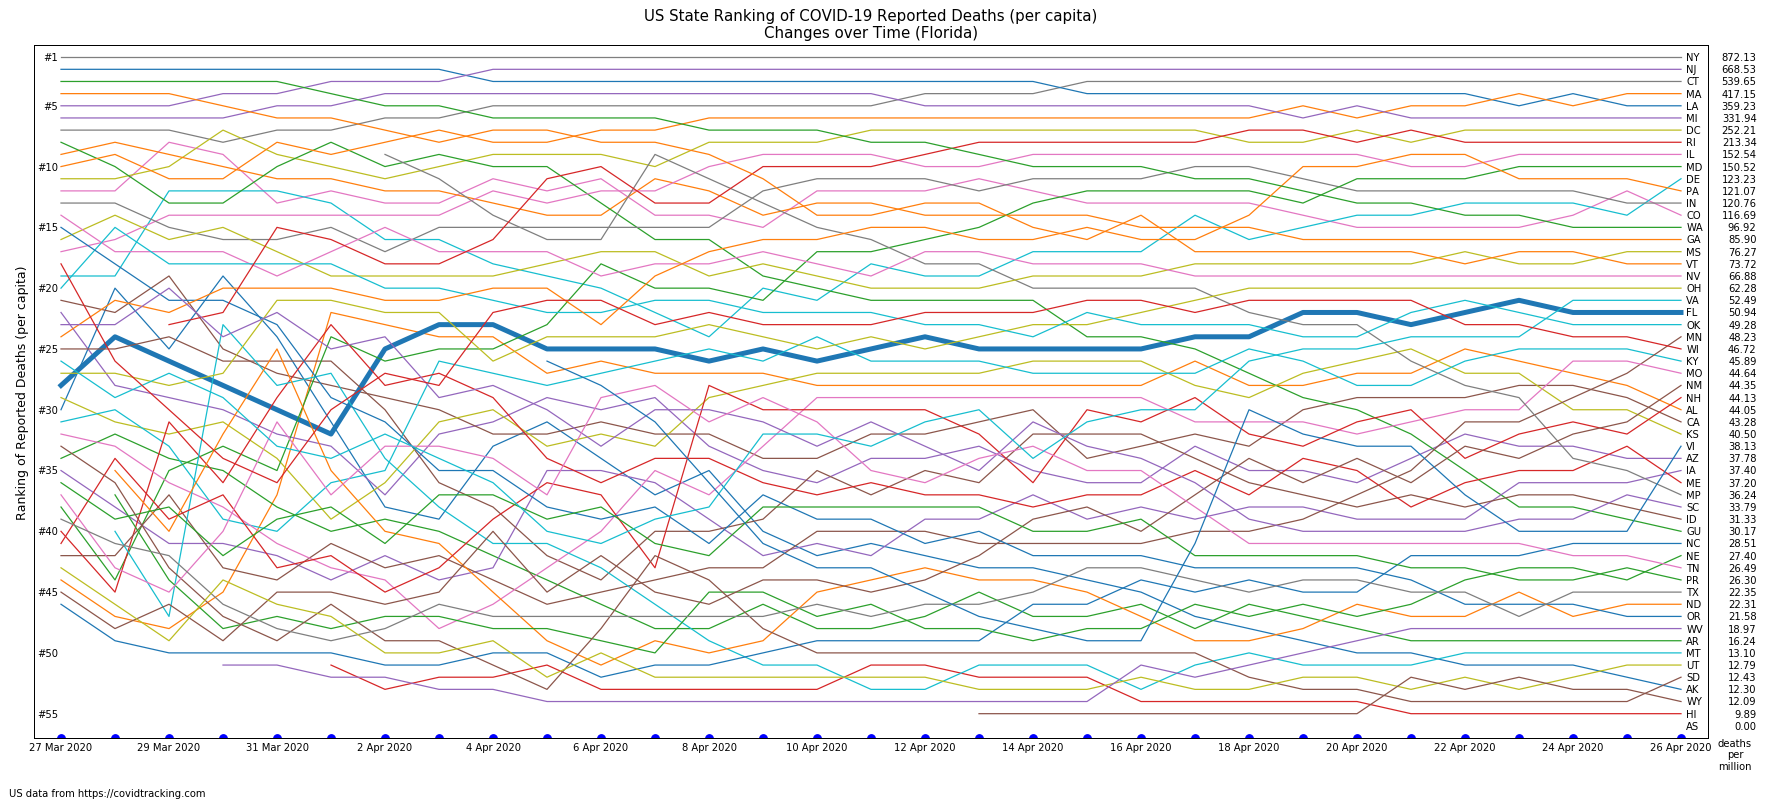 US State Ranking of COVID-19 Reported Deaths (per capita)
Changes over Time (Florida)
Ranking of Reported Deaths (per capita)
#1
#5
#10
#15
#20
#25
#30
#35
#40
#45
#50
#55
NY 872.13
NJ 668.53
CT 539.65
MA 417.15
LA 359.23
MI 331.94
DC 252.21
RI 213.34
IL 152.54
MD 150.52
DE 123.23
PA 121.07
IN 120.76
CO 116.69
WA 96.92
GA 85.90
MS 76.27
VT 73.72
NV 66.88
OH 62.28
VA 52.49
FL 50.94
OK 49.28
MN 48.23
WI 46.72
KY 45.89
MO 44.64
NM 44.35
NH 44.13
AL 44.05
CA 43.28
KS 40.50
VI 38.13
AZ 37.78
IA 37.40
ME 37.20
MP 36.24
SC 33.79
ID 31.33
GU 30.17
NC 28.51
NE 27.40
TN 26.49
PR 26.30
TX 22.35
ND 22.31
OR 21.58
WV 18.97
AR 16.24
MT 13.10
UT 12.79
SD 12.43
AK 12.30
WY 12.09
HI 9.89
AS 0.00
27 Mar 2020 29 Mar 2020 31 Mar 2020 2 Apr 2020 4 Apr 2020 6 Apr 2020 8 Apr 2020 10 Apr 2020 12 Apr 2020 14 Apr 2020 16 Apr 2020 18 Apr 2020 20 Apr 2020 22 Apr 2020 24 Apr 2020 26 Apr 2020
deaths
per
million
US data from https://covidtracking.com